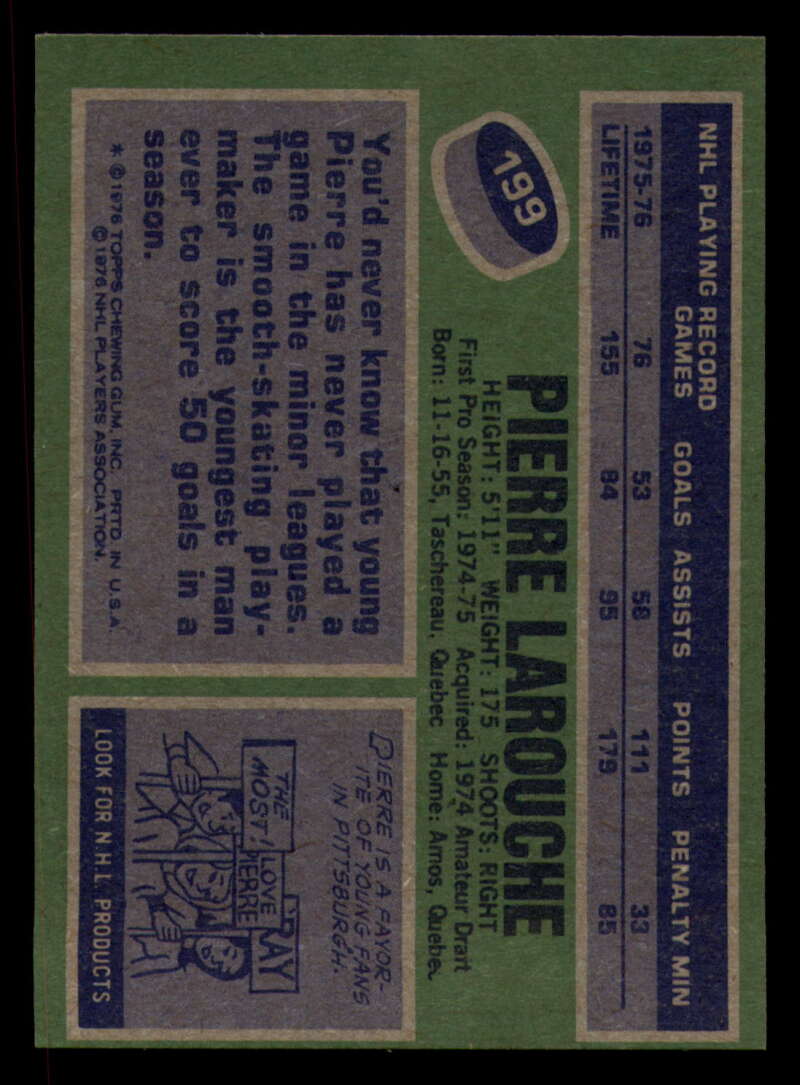 NHL PLAYING RECORD
GAMES GOALS ASSISTS POINTS PENALTY MIN
1975-76 76 53 58 111 33
LIFETIME 155 84 95 179 85
199
PIERRE LAROUCHE
HEIGHT: 5'11" WEIGHT: 175 SHOOTS: RIGHT
First Pro Season: 1974-75 Acquired: 1974 Amateur Draft
Born: 11-16-55, Taschereau, Quebec Home: Amos, Quebec
You'd never know that young
Pierre has never played a
game in the minor leagues.
The smooth-skating play-
maker is the youngest man
ever to score 50 goals in a
season.
* © 1976 TOPPS CHEWING GUM, INC. PRTD. IN U.S.A.
© 1976 NHL PLAYERS ASSOCIATION.
PIERRE IS A FAVOR-
ITE OF YOUNG FANS
IN PITTSBURGH.
THE
MOST!
I LOVE
PIERRE
RAY
LOOK FOR N.H.L. PRODUCTS